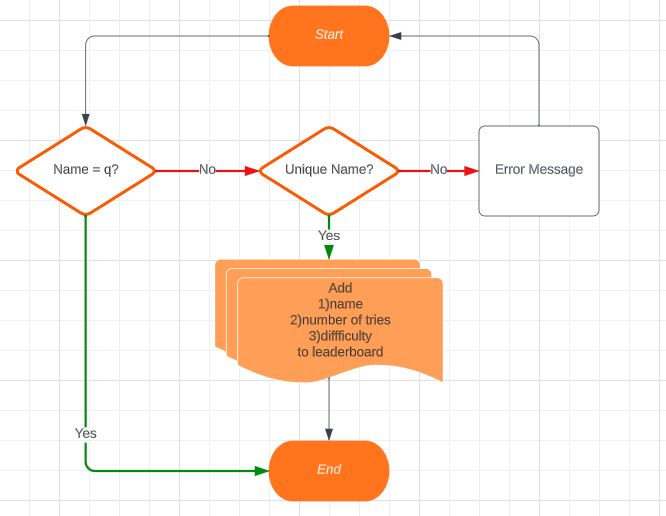 Start
Name = q?
No
Unique Name?
No
Error Message
Yes
Add
1)name
2)number of tries
3)diffficulty
to leaderboard
Yes
End